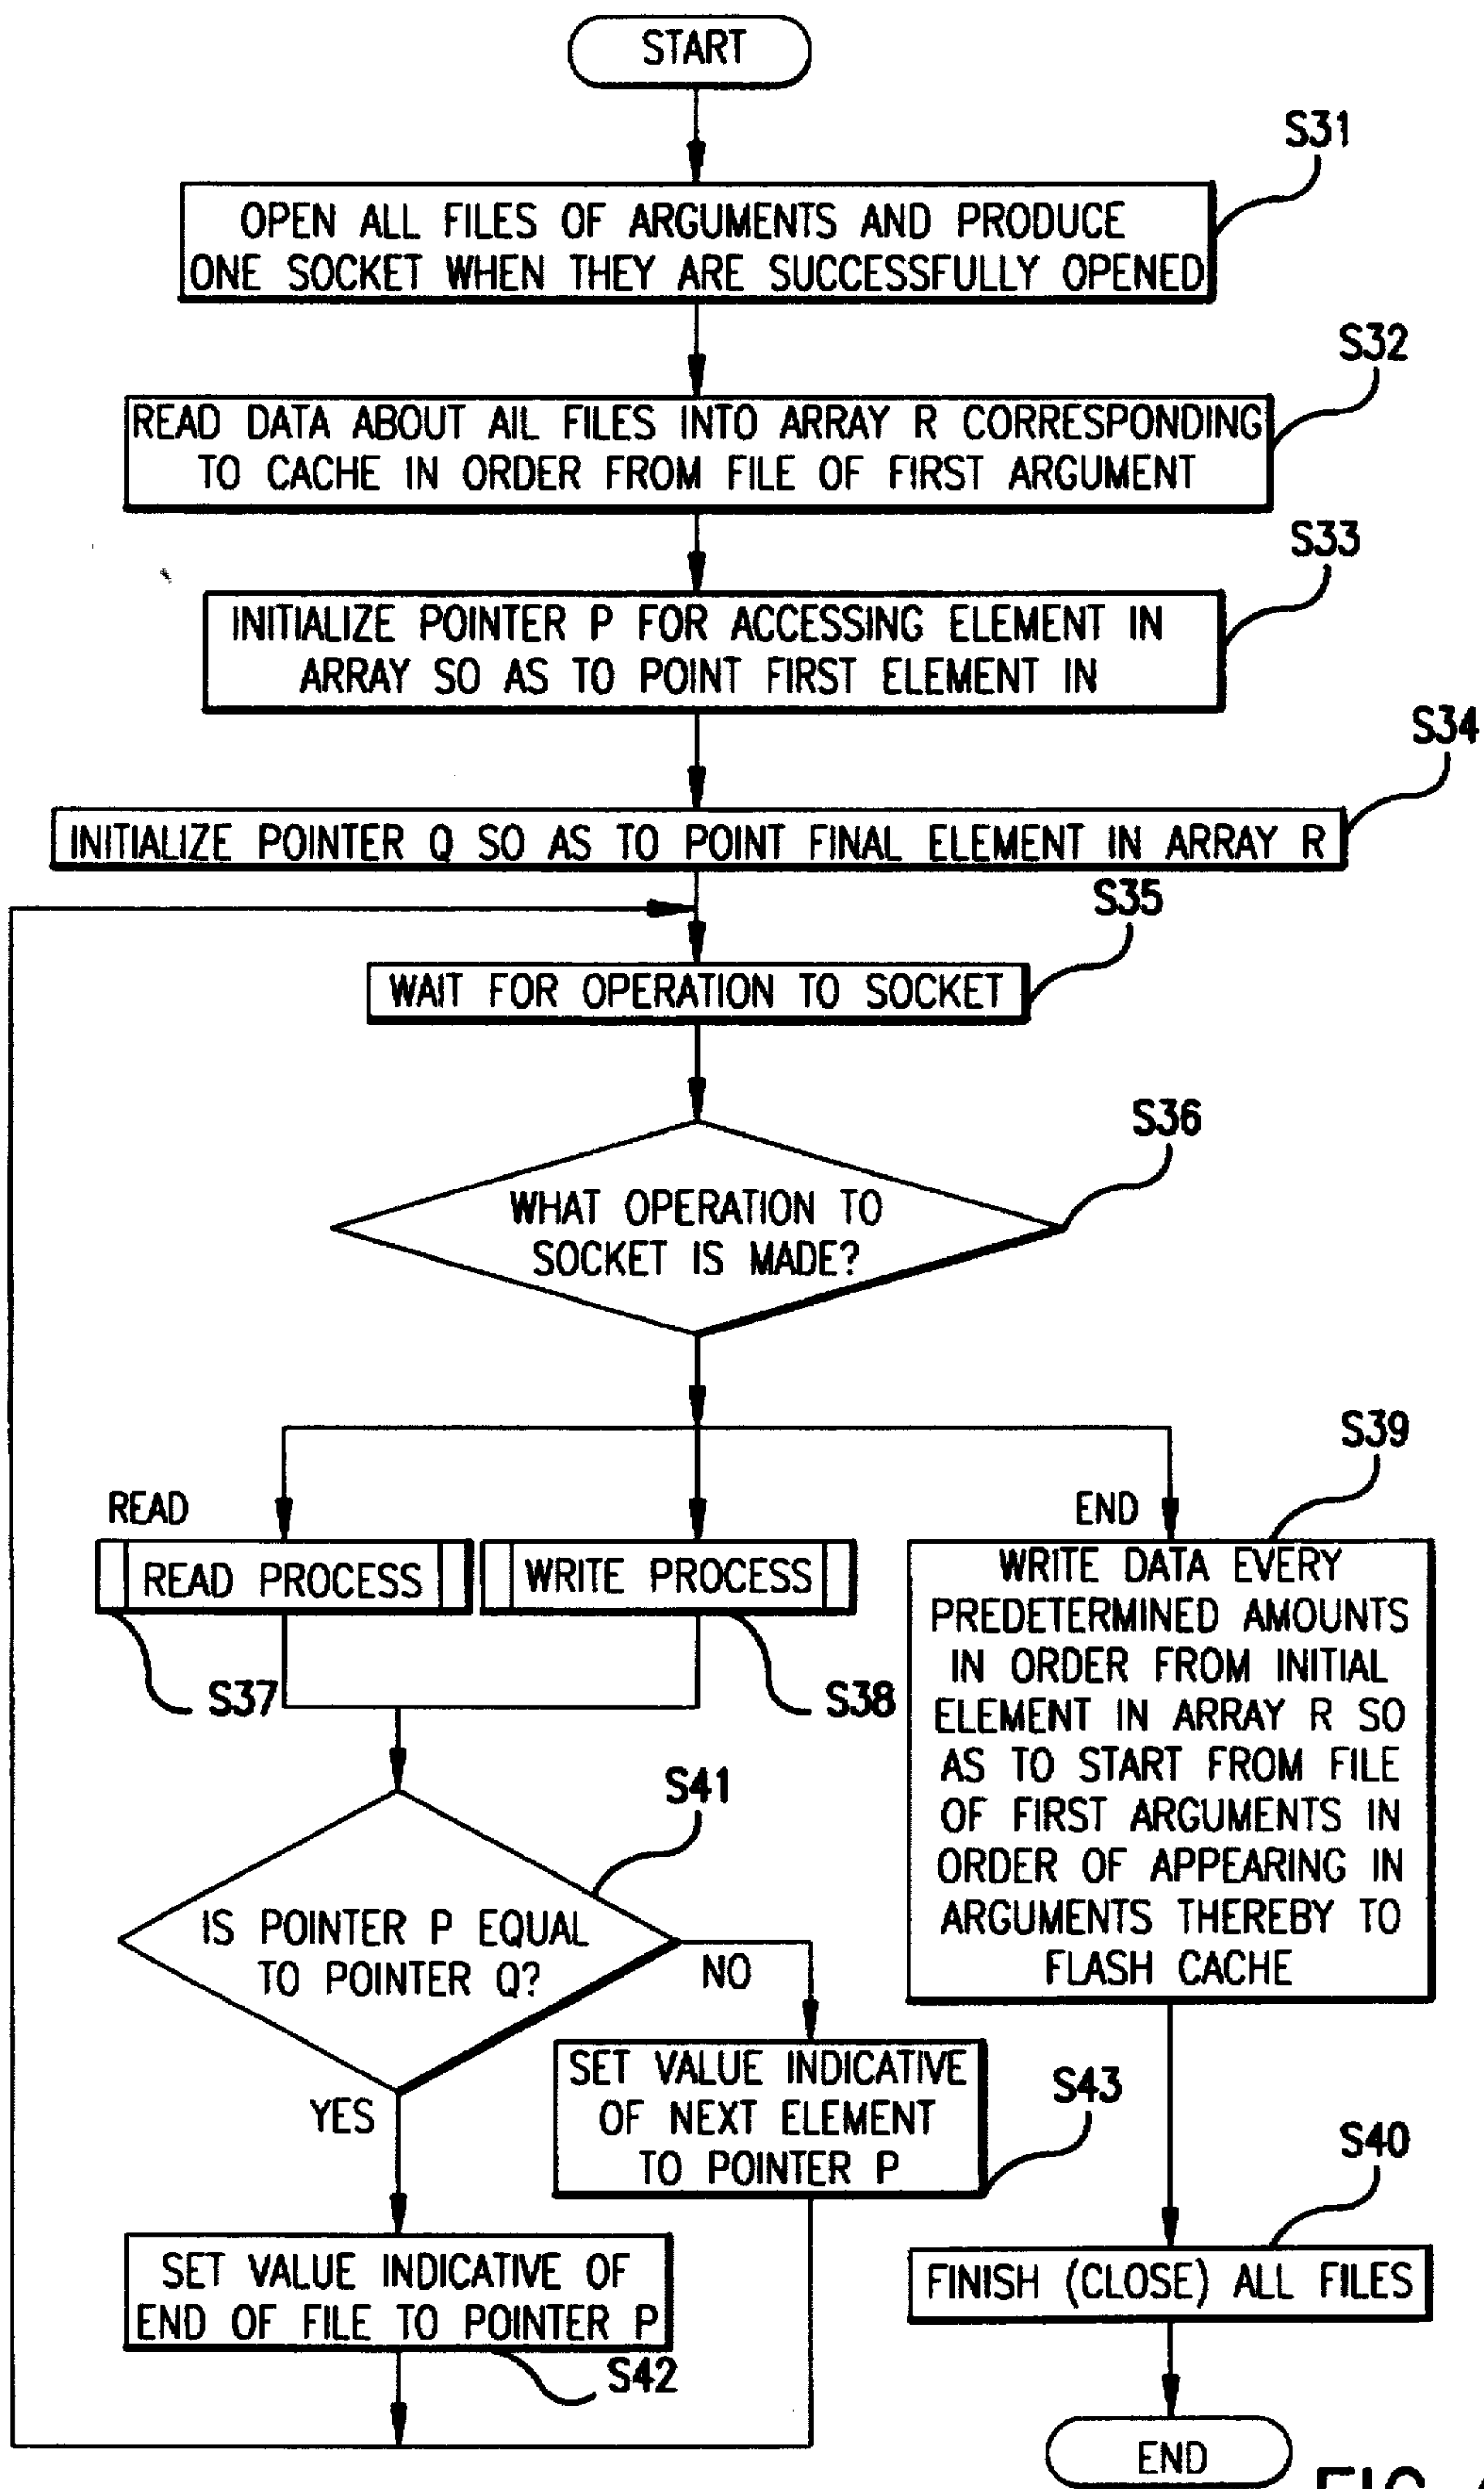 START
S31
OPEN ALL FILES OF ARGUMENTS AND PRODUCE
ONE SOCKET WHEN THEY ARE SUCCESSFULLY OPENED
S32
READ DATA ABOUT AIL FILES INTO ARRAY R CORRESPONDING
TO CACHE IN ORDER FROM FILE OF FIRST ARGUMENT
S33
INITIALIZE POINTER P FOR ACCESSING ELEMENT IN
ARRAY SO AS TO POINT FIRST ELEMENT IN
S34
INITIALIZE POINTER Q SO AS TO POINT FINAL ELEMENT IN ARRAY R
S35
WAIT FOR OPERATION TO SOCKET
S36
WHAT OPERATION TO
SOCKET IS MADE?
READ
READ PROCESS
S37
WRITE PROCESS
S38
END
S39
WRITE DATA EVERY
PREDETERMINED AMOUNTS
IN ORDER FROM INITIAL
ELEMENT IN ARRAY R SO
AS TO START FROM FILE
OF FIRST ARGUMENTS IN
ORDER OF APPEARING IN
ARGUMENTS THEREBY TO
FLASH CACHE
S41
IS POINTER P EQUAL
TO POINTER Q?
NO
YES
SET VALUE INDICATIVE
OF NEXT ELEMENT
TO POINTER P
S43
S40
FINISH (CLOSE) ALL FILES
SET VALUE INDICATIVE OF
END OF FILE TO POINTER P
S42
END
FIG